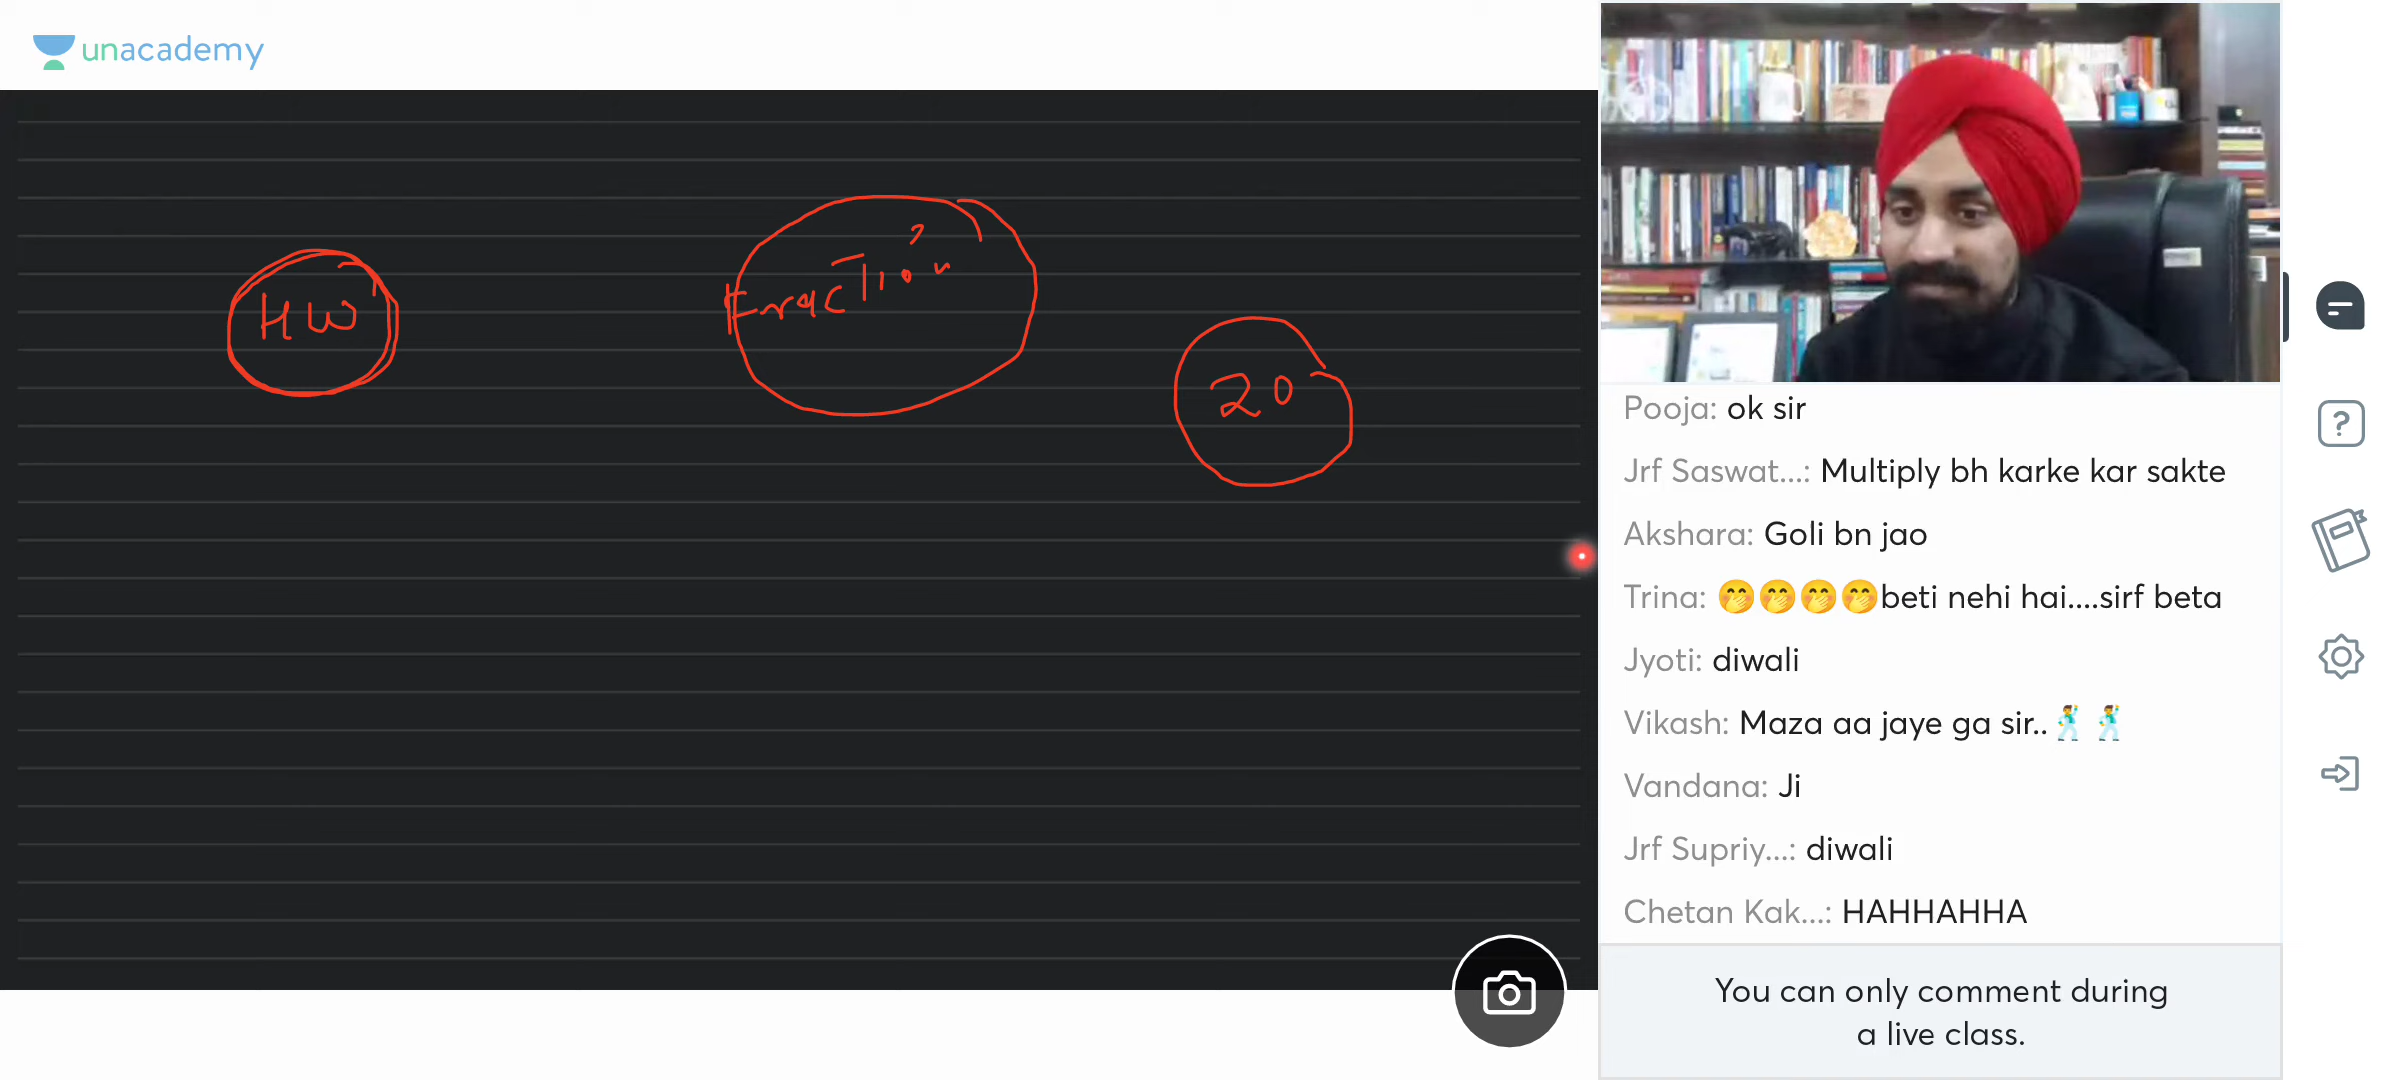 unacademy
HW
Fraction
20
Pooja: ok sir
Jrf Saswat...: Multiply bh karke kar sakte
Akshara: Goli bn jao
Trina: 🤭🤭🤭🤭beti nehi hai....sirf beta
Jyoti: diwali
Vikash: Maza aa jaye ga sir..🕺🕺
Vandana: Ji
Jrf Supriy...: diwali
Chetan Kak...: HAHHAHHA
You can only comment during
a live class.